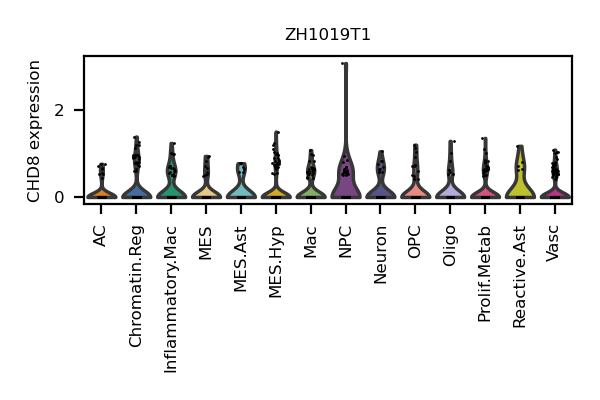 ZH1019T1
CHD8 expression
2
0
AC
Chromatin.Reg
Inflammatory.Mac
MES
MES.Ast
MES.Hyp
Mac
NPC
Neuron
OPC
Oligo
Prolif.Metab
Reactive.Ast
Vasc